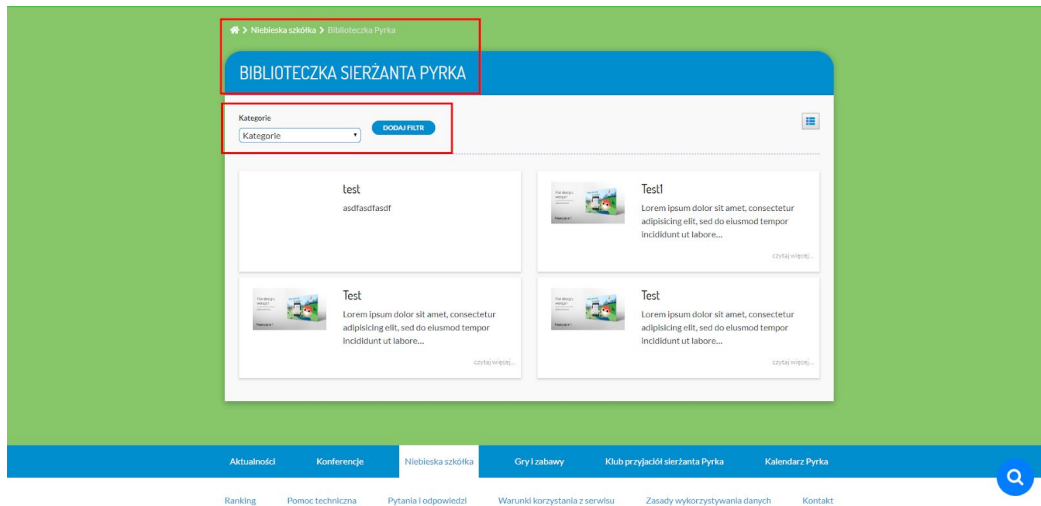 Niebieska szkółka > Biblioteczka Pyrka
BIBLIOTECZKA SIERŻANTA PYRKA
Kategorie
Kategorie
DODAJ FILTR
test
asdfasdfasdf
Test1
Lorem ipsum dolor sit amet, consectetur
adipisicing elit, sed do eiusmod tempor
incididunt ut labore...
czytaj więcej...
Test
Lorem ipsum dolor sit amet, consectetur
adipisicing elit, sed do eiusmod tempor
incididunt ut labore...
czytaj więcej...
Test
Lorem ipsum dolor sit amet, consectetur
adipisicing elit, sed do eiusmod tempor
incididunt ut labore...
czytaj więcej...
Aktualności Konferencje Niebieska szkółka Gry i zabawy Klub przyjaciół sierżanta Pyrka Kalendarz Pyrka
Ranking Pomoc techniczna Pytania i odpowiedzi Warunki korzystania z serwisu Zasady wykorzystywania danych Kontakt